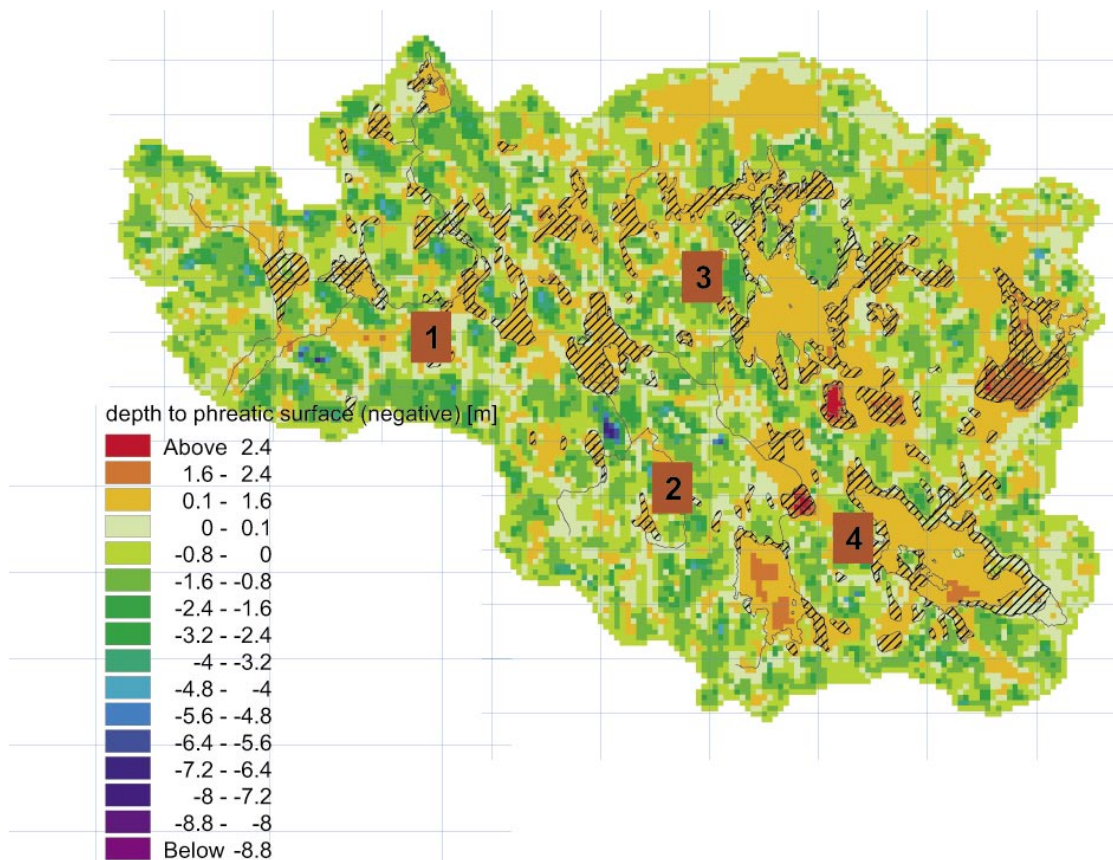 3
1
depth to phreatic surface (negative) [m]
Above 2.4
1.6 - 2.4
0.1 - 1.6
0 - 0.1
-0.8 - 0
-1.6 - -0.8
-2.4 - -1.6
-3.2 - -2.4
-4 - -3.2
-4.8 - -4
-5.6 - -4.8
-6.4 - -5.6
-7.2 - -6.4
-8 - -7.2
-8.8 - -8
Below -8.8
2
4